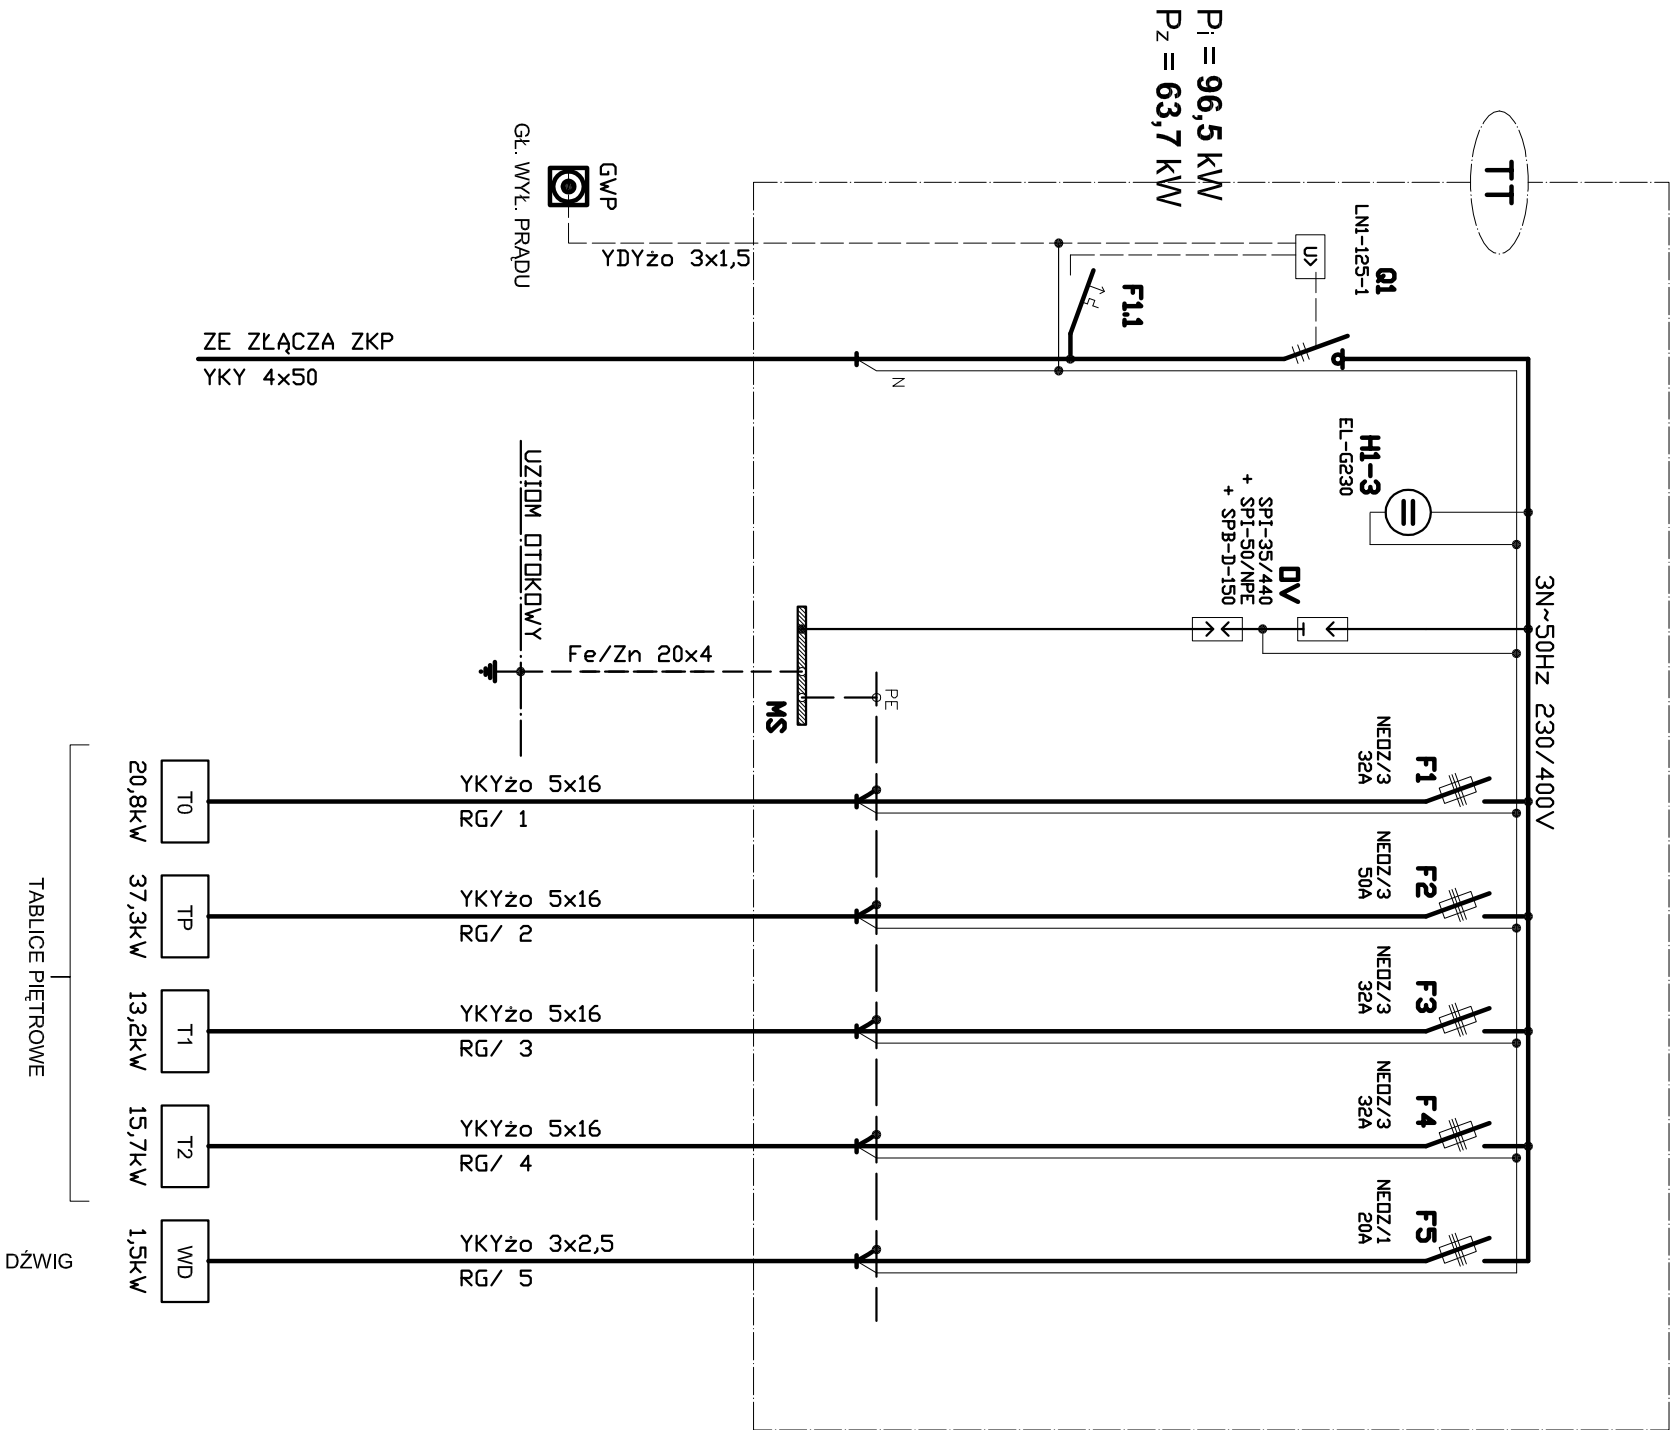 Pi = 96,5 kW
Pz = 63,7 kW
TT
LN1-125-1
Q1
U>
F1.1
GWP
GŁ. WYŁ. PRĄDU
YDYżo 3x1,5
ZE ZŁĄCZA ZKP
YKY 4x50
N
H1-3
EL-G230
3N~50Hz 230/400V
OV
SPI-35/440
+ SPI-50/NPE
+ SPB-D-150
UZIOM OTOKOWY
Fe/Zn 20x4
MS
PE
F1
NEOZ/3
32A
YKYżo 5x16
RG/ 1
T0
20,8kW
F2
NEOZ/3
50A
YKYżo 5x16
RG/ 2
TP
37,3kW
F3
NEOZ/3
32A
YKYżo 5x16
RG/ 3
T1
13,2kW
F4
NEOZ/3
32A
YKYżo 5x16
RG/ 4
T2
15,7kW
F5
NEOZ/1
20A
YKYżo 3x2,5
RG/ 5
WD
1,5kW
TABLICE PIĘTROWE
DŹWIG